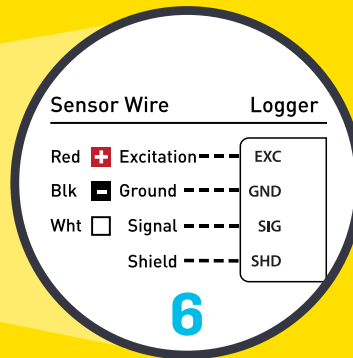 Sensor Wire Logger
Red + Excitation EXC
Blk - Ground GND
Wht Signal SIG
Shield SHD
6